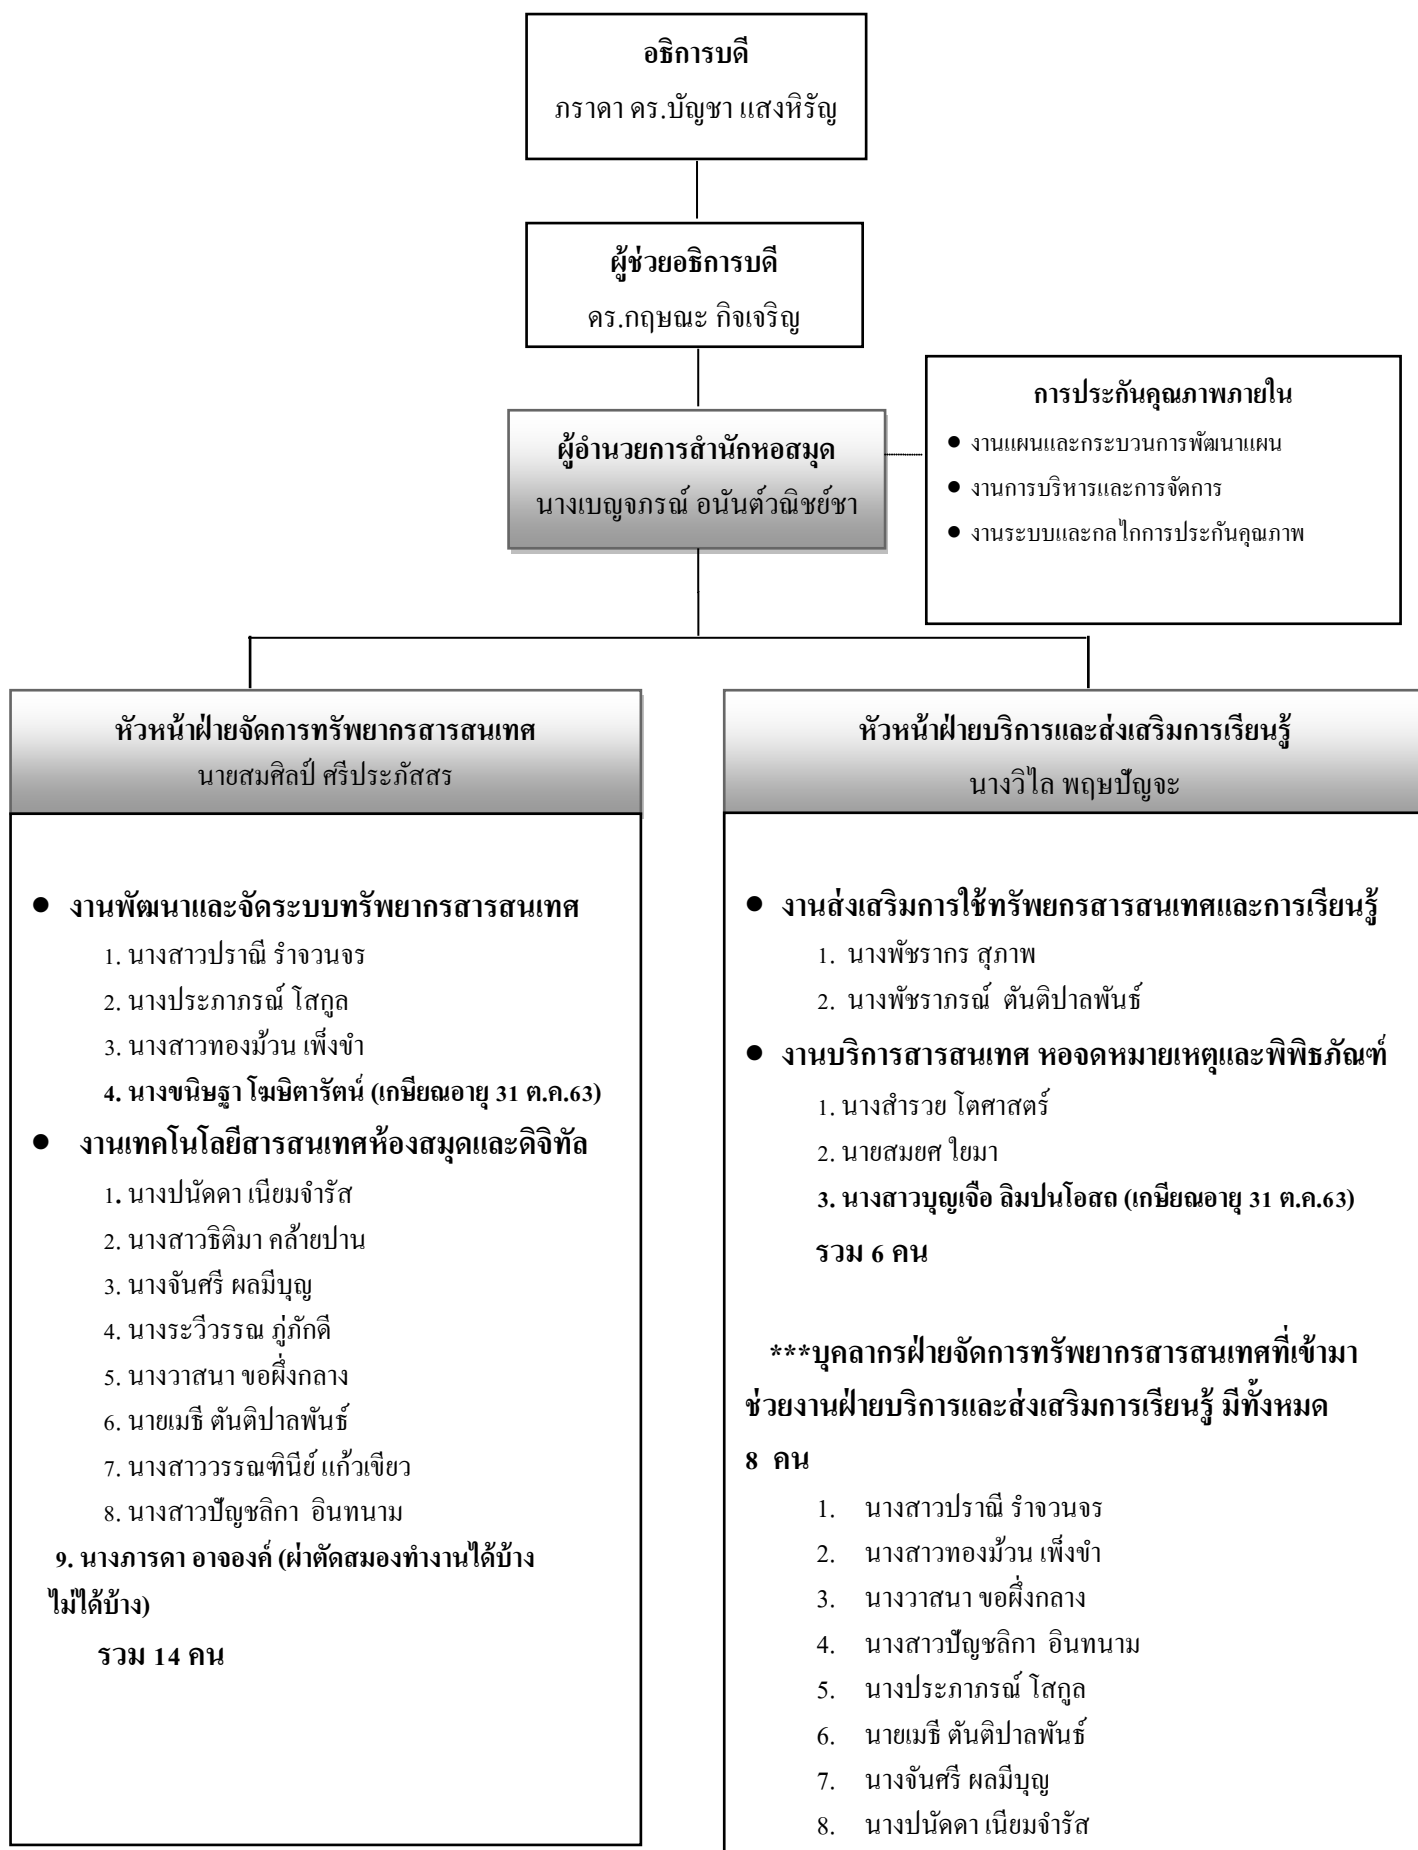 อธิการบดี
ภราดา ดร.บัญชา แสงหิรัญ
ผู้ช่วยอธิการบดี
ดร.กฤษณะ กิจเจริญ
ผู้อำนวยการสำนักหอสมุด
นางเบญจภรณ์ อนันต์วณิชย์ชา
การประกันคุณภาพภายใน
● งานแผนและกระบวนการพัฒนาแผน
● งานการบริหารและการจัดการ
● งานระบบและกลไกการประกันคุณภาพ
หัวหน้าฝ่ายจัดการทรัพยากรสารสนเทศ
นายสมศิลป์ ศรีประภัสสร
● งานพัฒนาและจัดระบบทรัพยากรสารสนเทศ
1. นางสาวปราณี รำจวนจร
2. นางประภาภรณ์ โสกูล
3. นางสาวทองม้วน เพ็งขำ
4. นางขนิษฐา โฆษิตารัตน์ (เกษียณอายุ 31 ต.ค.63)
● งานเทคโนโลยีสารสนเทศห้องสมุดและดิจิทัล
1. นางปนัดดา เนียมจำรัส
2. นางสาวธิติมา คล้ายปาน
3. นางจันศรี ผลมีบุญ
4. นางระวีวรรณ ภู่ภักดี
5. นางวาสนา ขอผึ่งกลาง
6. นายเมธี ตันติปาลพันธ์
7. นางสาววรรณฑินีย์ แก้วเขียว
8. นางสาวปัญชลิกา อินทนาม
9. นางภารดา อาจองค์ (ผ่าตัดสมองทำงานได้บ้าง
ไม่ได้บ้าง)
รวม 14 คน
หัวหน้าฝ่ายบริการและส่งเสริมการเรียนรู้
นางวิไล พฤษปัญจะ
● งานส่งเสริมการใช้ทรัพยกรสารสนเทศและการเรียนรู้
1. นางพัชรากร สุภาพ
2. นางพัชราภรณ์ ตันติปาลพันธ์
● งานบริการสารสนเทศ หอจดหมายเหตุและพิพิธภัณฑ์
1. นางสำรวย โตศาสตร์
2. นายสมยศ ใยมา
3. นางสาวบุญเจือ ลิมปนโอสถ (เกษียณอายุ 31 ต.ค.63)
รวม 6 คน
***บุคลากรฝ่ายจัดการทรัพยากรสารสนเทศที่เข้ามา
ช่วยงานฝ่ายบริการและส่งเสริมการเรียนรู้ มีทั้งหมด
8 คน
1. นางสาวปราณี รำจวนจร
2. นางสาวทองม้วน เพ็งขำ
3. นางวาสนา ขอผึ่งกลาง
4. นางสาวปัญชลิกา อินทนาม
5. นางประภาภรณ์ โสกูล
6. นายเมธี ตันติปาลพันธ์
7. นางจันศรี ผลมีบุญ
8. นางปนัดดา เนียมจำรัส